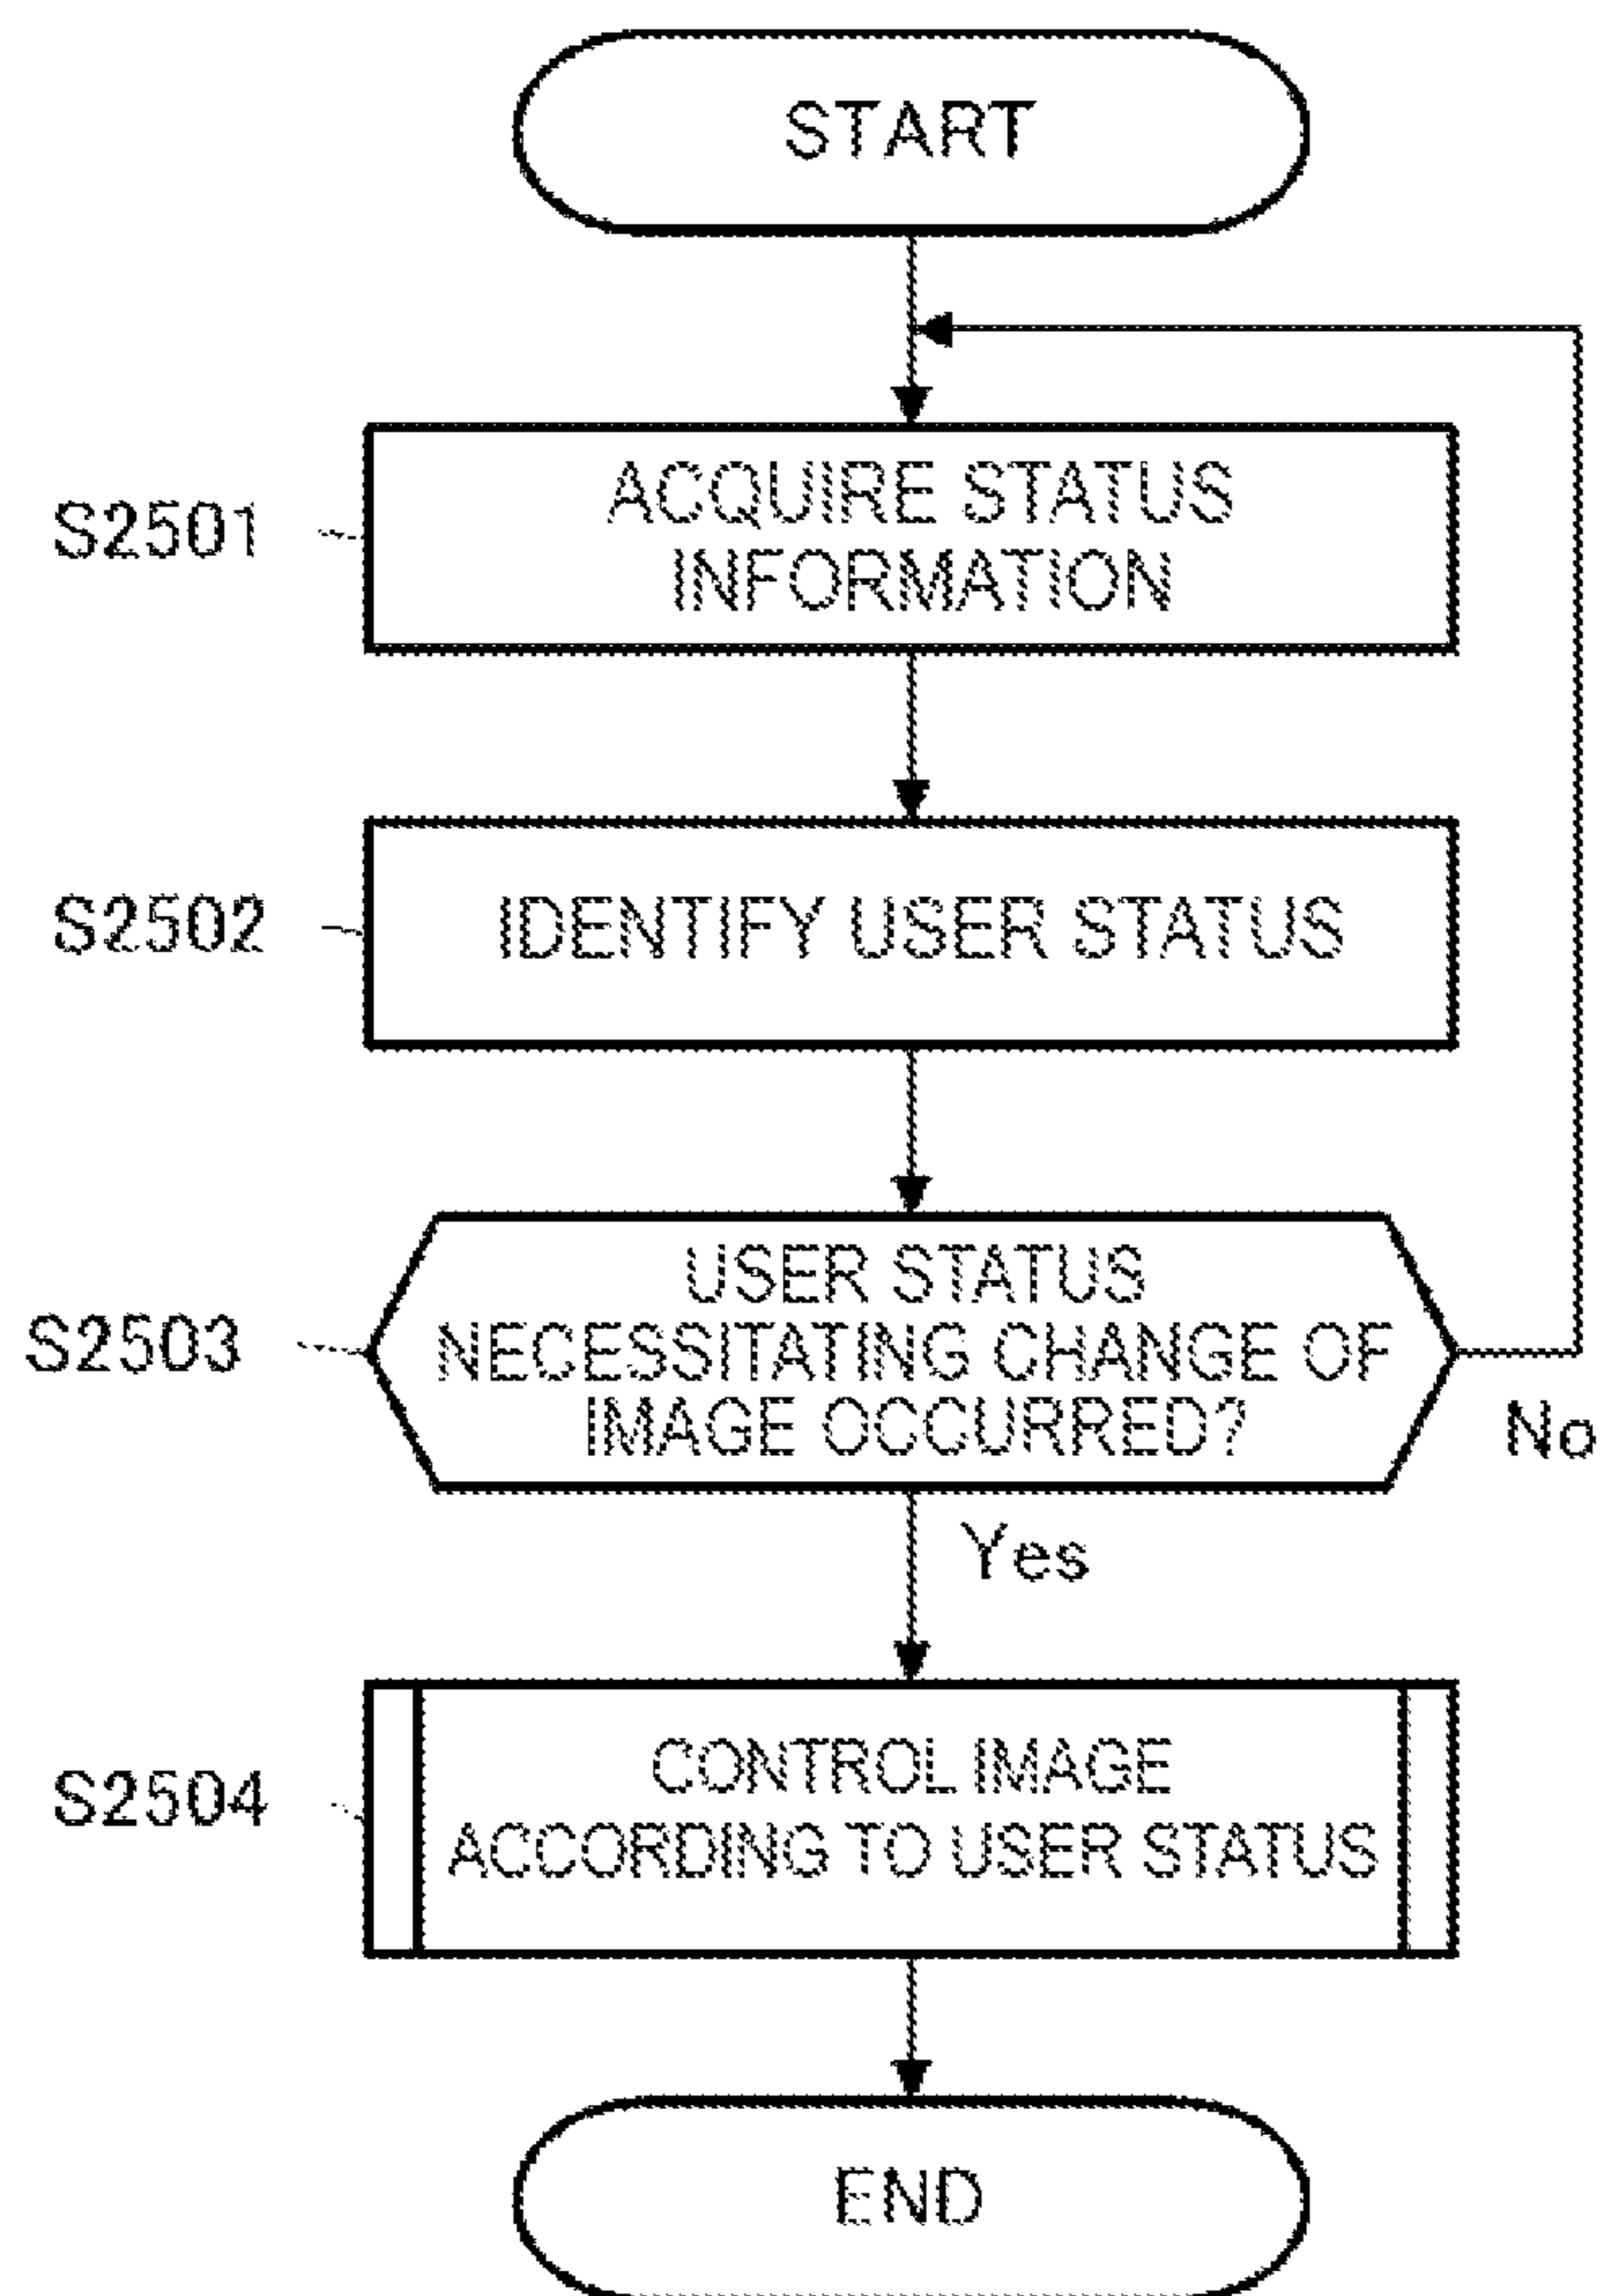 START
S2501
ACQUIRE STATUS
INFORMATION
S2502
IDENTIFY USER STATUS
S2503
USER STATUS
NECESSITATING CHANGE OF
IMAGE OCCURRED?
No
Yes
S2504
CONTROL IMAGE
ACCORDING TO USER STATUS
END